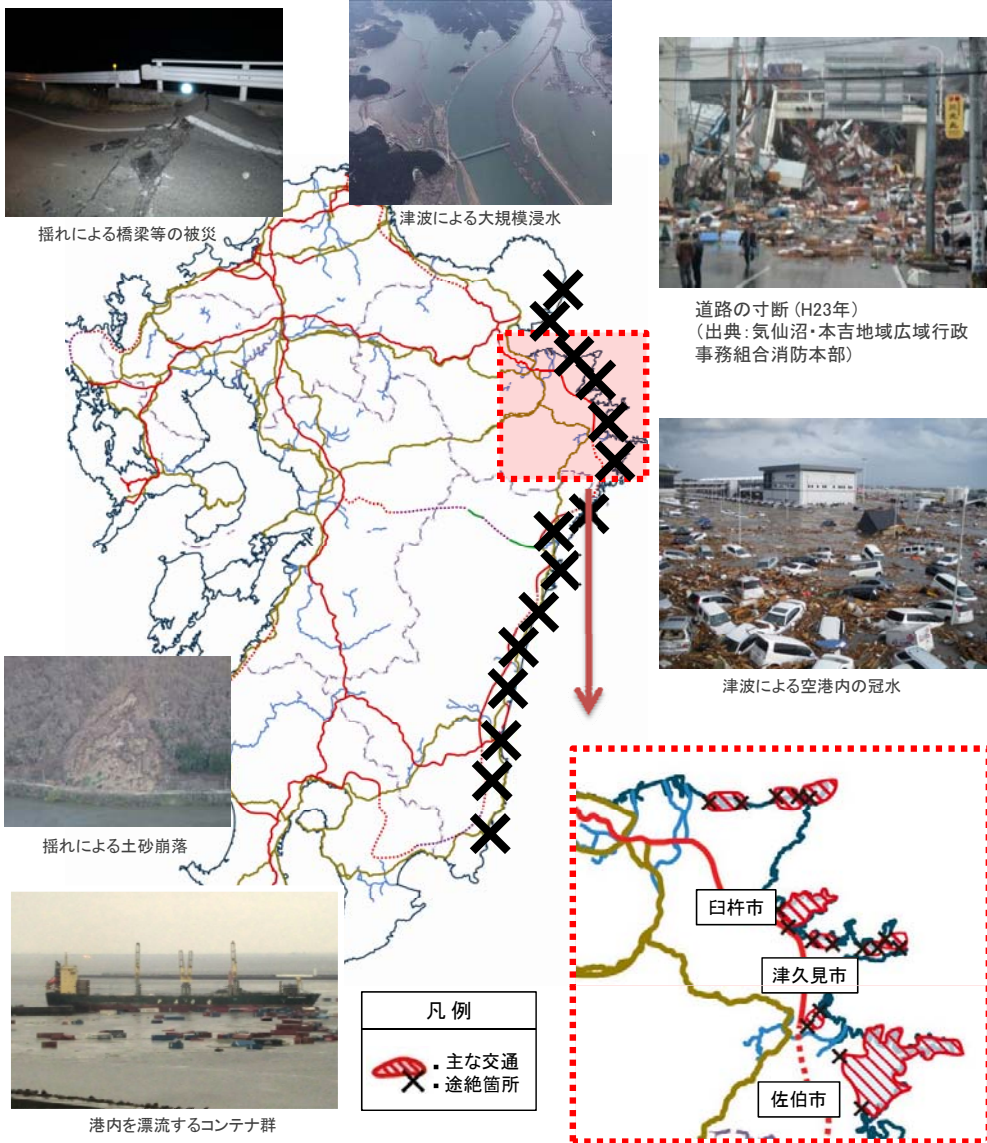 揺れによる橋梁等の被災
津波による大規模浸水
道路の寸断（H23年）
（出典：気仙沼・本吉地域広域行政
事務組合消防本部）
津波による空港内の冠水
揺れによる土砂崩落
港内を漂流するコンテナ群
凡 例
・主な交通
・途絶箇所
臼杵市
津久見市
佐伯市